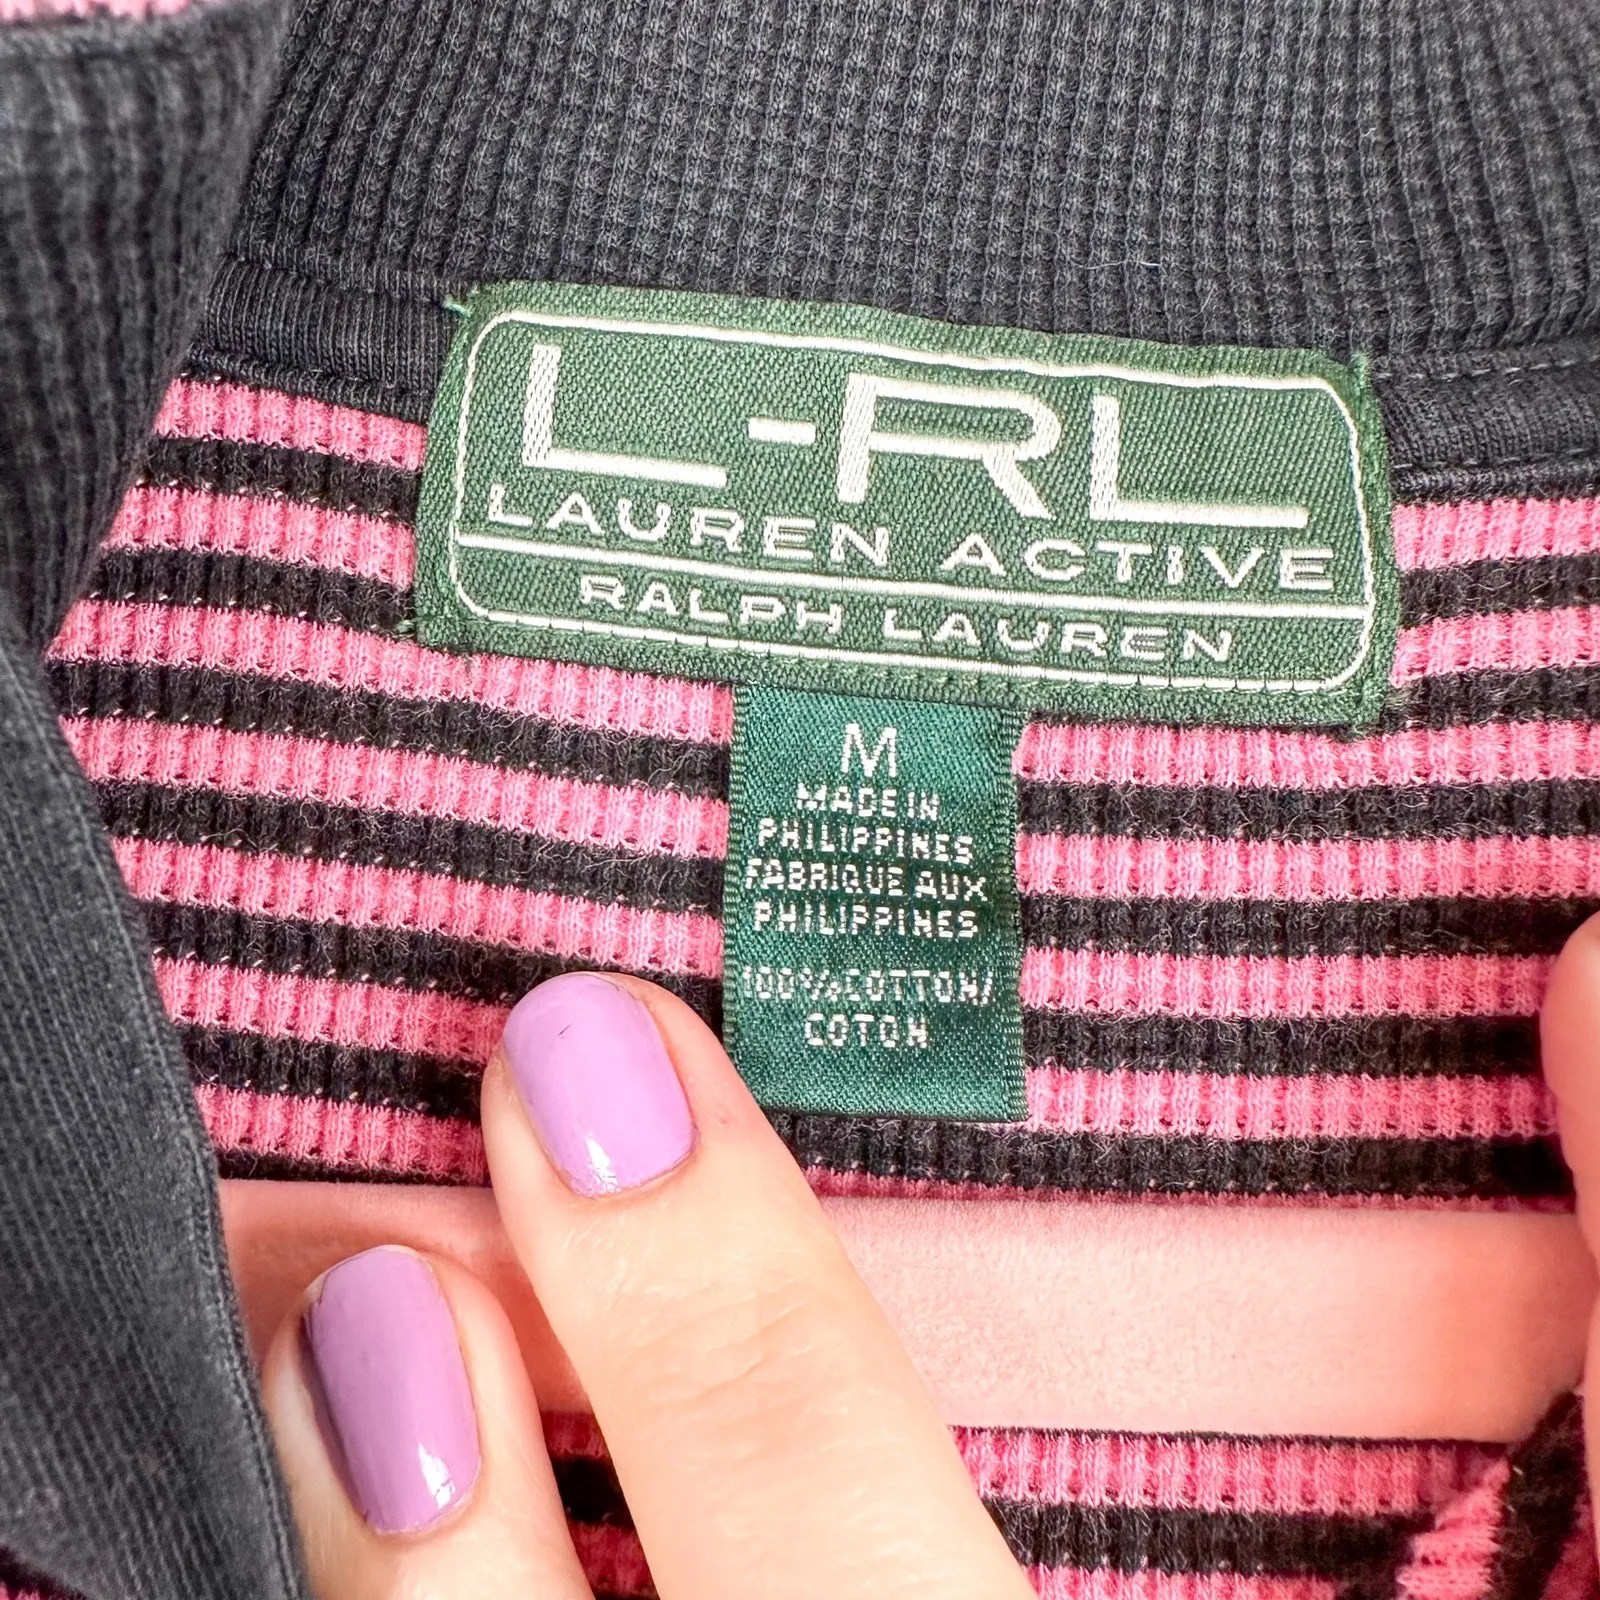 L-RL
LAUREN ACTIVE
RALPH LAUREN
M
MADE IN
PHILIPPINES
FABRIQUE AUX
PHILIPPINES
100%COTTON/
COTON